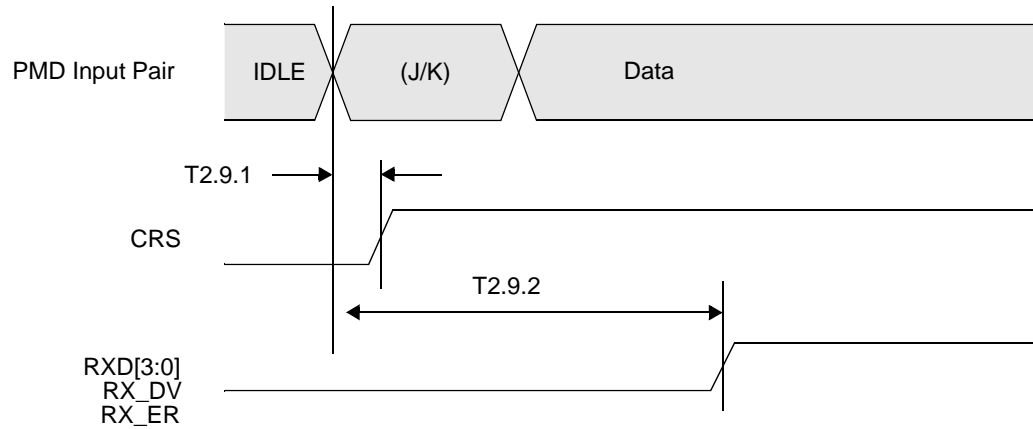 PMD Input Pair
IDLE
(J/K)
Data
T2.9.1
CRS
T2.9.2
RXD[3:0]
RX_DV
RX_ER